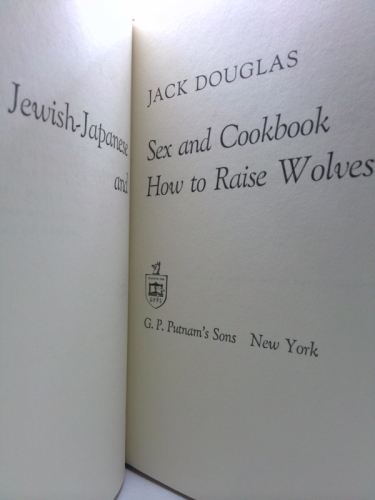 JACK DOUGLAS
Jewish-Japanese Sex and Cookbook
and How to Raise Wolves
G. P. Putnam's Sons New York